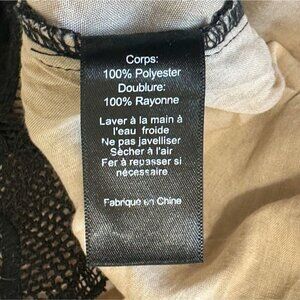 Corps:
100% Polyester
Doublure:
100% Rayonne
Laver à la main à
l'eau froide
Ne pas javelliser
Sècher à l'air
Fer à repasser si
nécessaire
Fabriqué en Chine